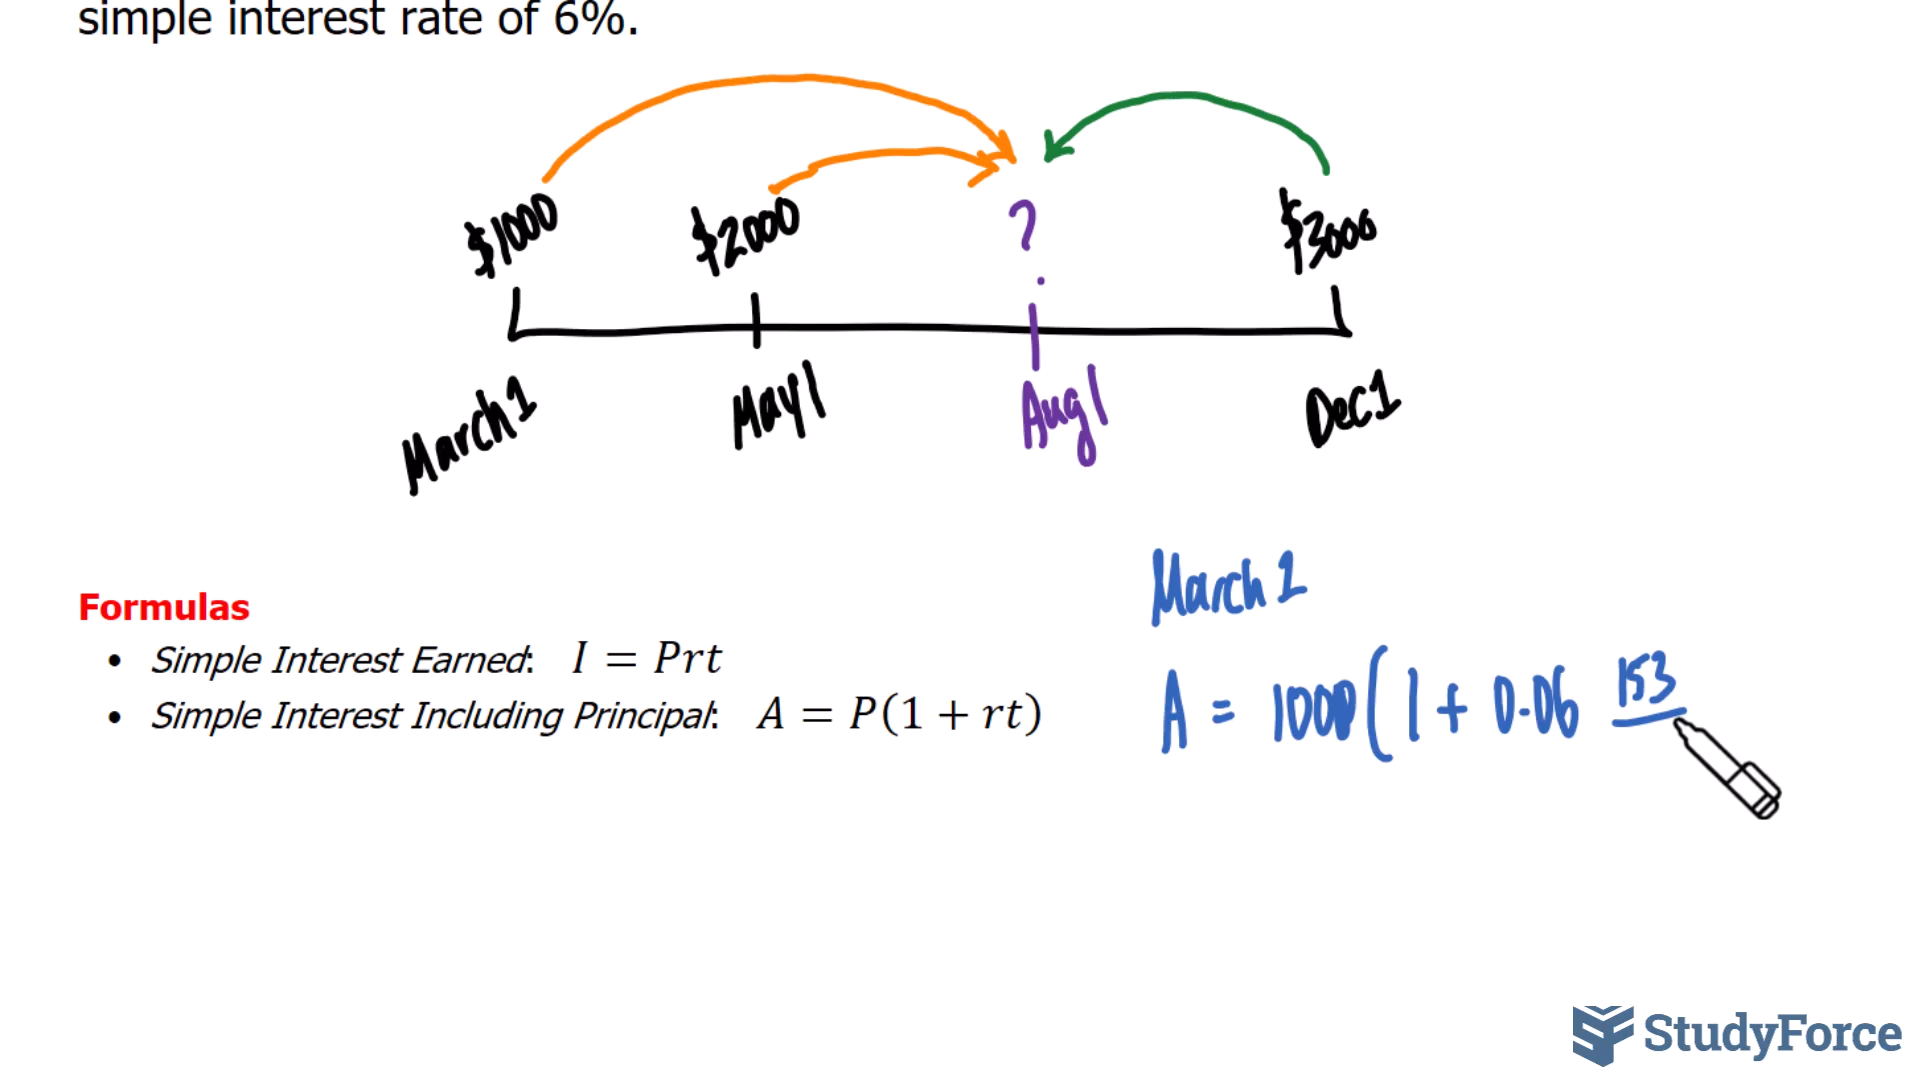 simple interest rate of 6%.
$1000 $2000 ? $3000
March 1 May 1 Aug 1 Dec 1
Formulas
• Simple Interest Earned: I = Prt
• Simple Interest Including Principal: A = P(1 + rt)
March 1
A = 1000(1 + 0.06 153
StudyForce